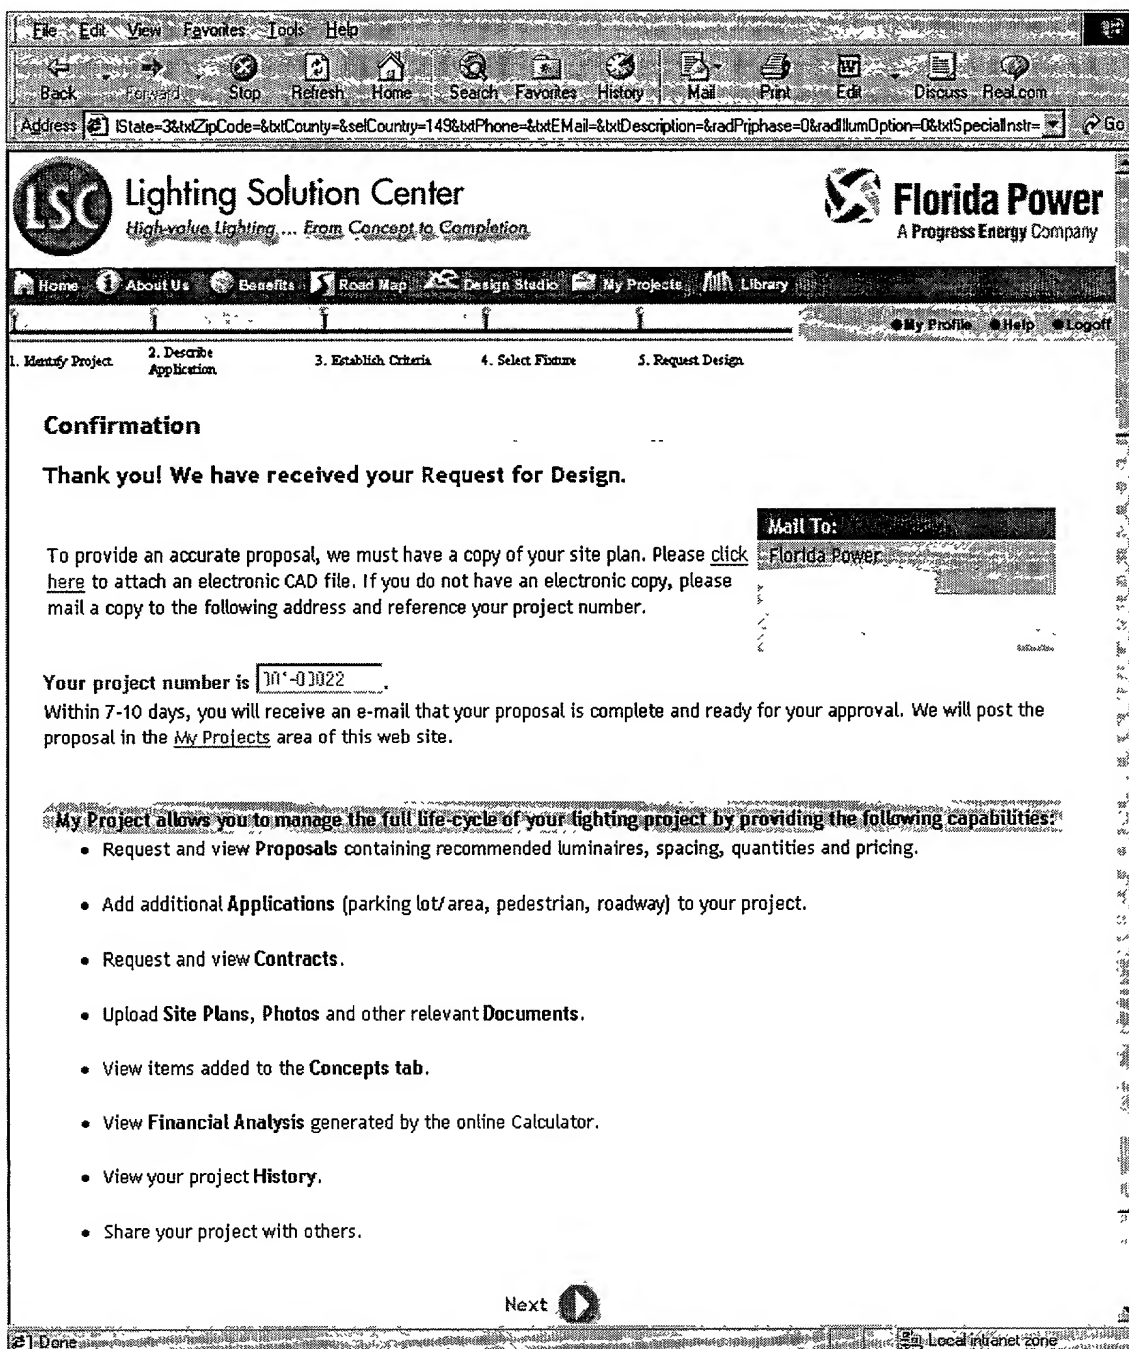 File Edit View Favorites Tools Help
Back Forward Stop Refresh Home Search Favorites History Mail Print Edit Discuss Real.com
Address lState=3&txtZipCode=&txtCounty=&selCountry=149&txtPhone=&txtEMail=&txtDescription=&radPriphase=0&radIllumOption=0&txtSpecialInstr= Go
LSC Lighting Solution Center
High-value Lighting ... From Concept to Completion
Florida Power
A Progress Energy Company
Home About Us Benefits Road Map Design Studio My Projects Library
My Profile Help Logoff
1. Identify Project 2. Describe Application 3. Establish Criteria 4. Select Fixture 5. Request Design
Confirmation
Thank you! We have received your Request for Design.
Mail To:
Florida Power
To provide an accurate proposal, we must have a copy of your site plan. Please click
here to attach an electronic CAD file. If you do not have an electronic copy, please
mail a copy to the following address and reference your project number.
Your project number is .
Within 7-10 days, you will receive an e-mail that your proposal is complete and ready for your approval. We will post the
proposal in the My Projects area of this web site.
My Project allows you to manage the full life-cycle of your lighting project by providing the following capabilities:
• Request and view Proposals containing recommended luminaires, spacing, quantities and pricing.
• Add additional Applications (parking lot/area, pedestrian, roadway) to your project.
• Request and view Contracts.
• Upload Site Plans, Photos and other relevant Documents.
• View items added to the Concepts tab.
• View Financial Analysis generated by the online Calculator.
• View your project History.
• Share your project with others.
Next
Done Local intranet zone